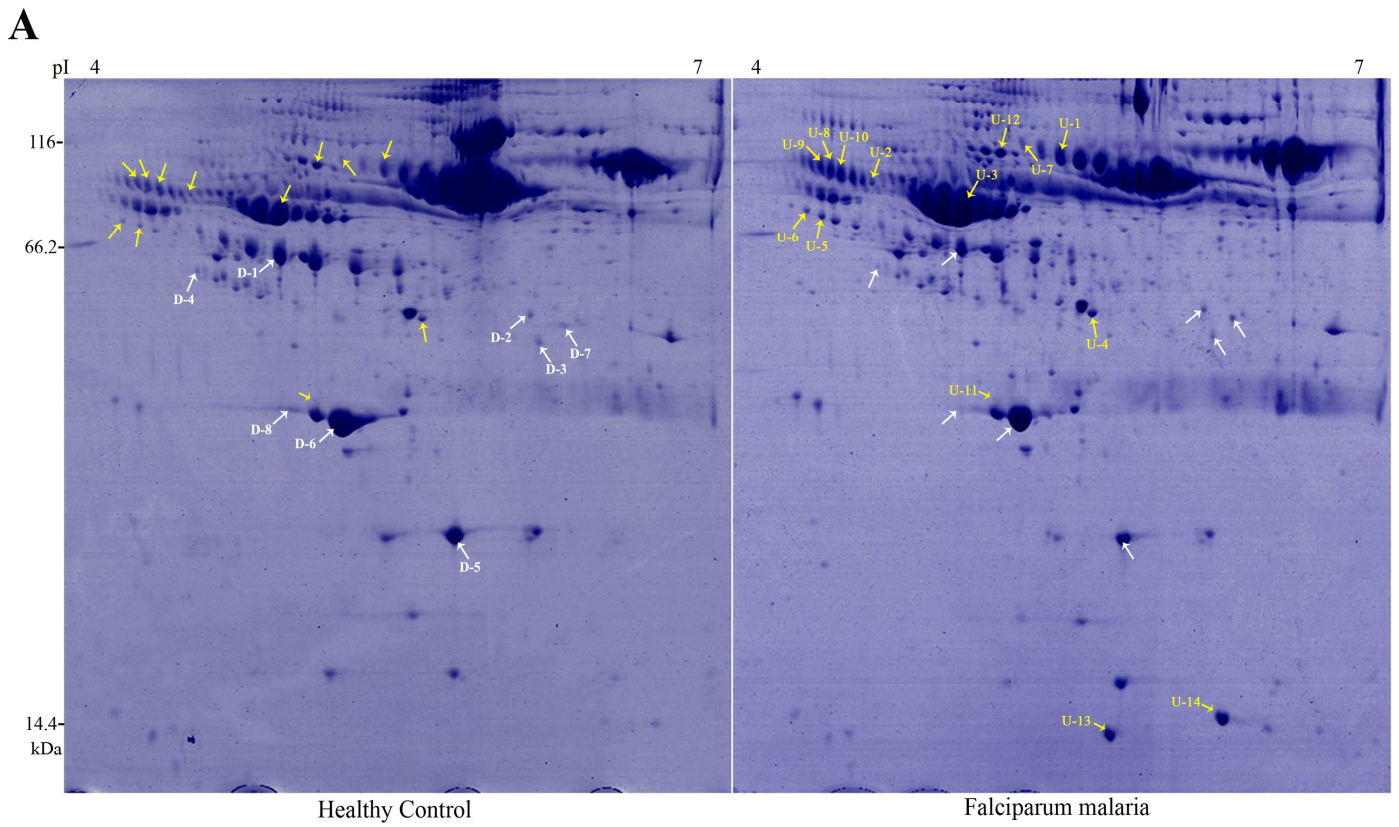 A
pI 4 7 4 7
116
U-12 U-1
U-8 U-10
U-9 U-2
U-7
U-3
U-6 U-5
66.2
D-1
D-4
D-2 D-7
D-3
U-4
U-11
D-8
D-6
D-5
U-14
U-13
14.4
kDa
Healthy Control Falciparum malaria